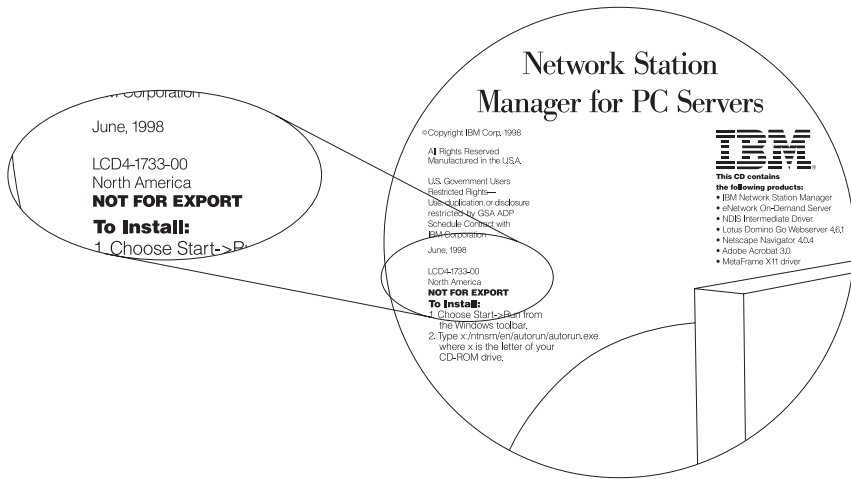 Corporation
June, 1998
LCD4-1733-00
North America
NOT FOR EXPORT
To Install:
1. Choose Start->
Network Station
Manager for PC Servers
© Copyright IBM Corp. 1998
All Rights Reserved
Manufactured in the U.S.A.
U.S. Government Users
Restricted Rights—
Use, duplication, or disclosure
restricted by GSA ADP
Schedule Contract with
IBM Corporation
June, 1998
LCD4-1733-00
North America
NOT FOR EXPORT
To Install:
1. Choose Start->Run from
the Windows toolbar.
2. Type x:/ntnsm/en/autorun/autorun.exe
where x is the letter of your
CD-ROM drive.
IBM®
This CD contains
the following products:
• IBM Network Station Manager
• eNetwork On-Demand Server
• NDIS Intermediate Driver
• Lotus Domino Go Webserver 4.6.1
• Netscape Navigator 4.0.4
• Adobe Acrobat 3.0
• MetaFrame X11 driver